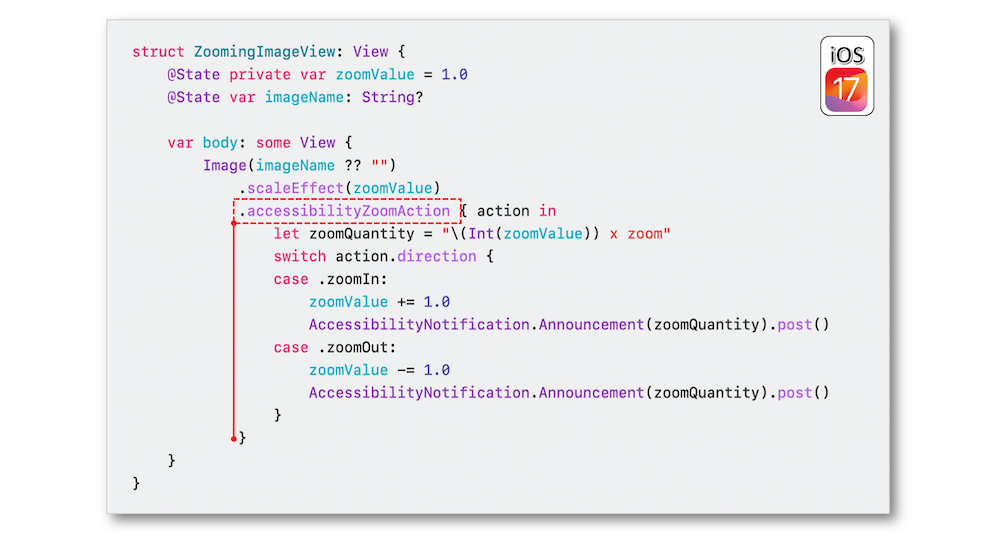 struct ZoomingImageView: View {
    @State private var zoomValue = 1.0
    @State var imageName: String?
    var body: some View {
        Image(imageName ?? "")
            .scaleEffect(zoomValue)
            .accessibilityZoomAction { action in
                let zoomQuantity = "\(Int(zoomValue)) x zoom"
                switch action.direction {
                case .zoomIn:
                    zoomValue += 1.0
                    AccessibilityNotification.Announcement(zoomQuantity).post()
                case .zoomOut:
                    zoomValue -= 1.0
                    AccessibilityNotification.Announcement(zoomQuantity).post()
                }
            }
    }
}
iOS
17